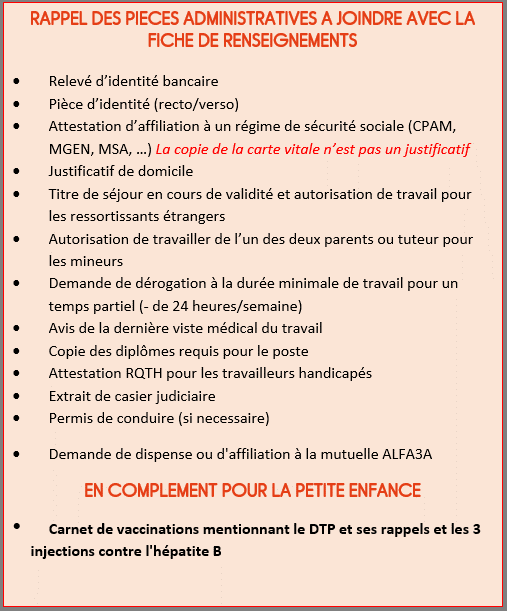 RAPPEL DES PIECES ADMINISTRATIVES A JOINDRE AVEC LA
FICHE DE RENSEIGNEMENTS
• Relevé d’identité bancaire
• Pièce d’identité (recto/verso)
• Attestation d’affiliation à un régime de sécurité sociale (CPAM,
MGEN, MSA, …) La copie de la carte vitale n’est pas un justificatif
• Justificatif de domicile
• Titre de séjour en cours de validité et autorisation de travail pour
les ressortissants étrangers
• Autorisation de travailler de l’un des deux parents ou tuteur pour
les mineurs
• Demande de dérogation à la durée minimale de travail pour un
temps partiel (- de 24 heures/semaine)
• Avis de la dernière viste médical du travail
• Copie des diplômes requis pour le poste
• Attestation RQTH pour les travailleurs handicapés
• Extrait de casier judiciaire
• Permis de conduire (si necessaire)
• Demande de dispense ou d'affiliation à la mutuelle ALFA3A
EN COMPLEMENT POUR LA PETITE ENFANCE
• Carnet de vaccinations mentionnant le DTP et ses rappels et les 3
injections contre l'hépatite B